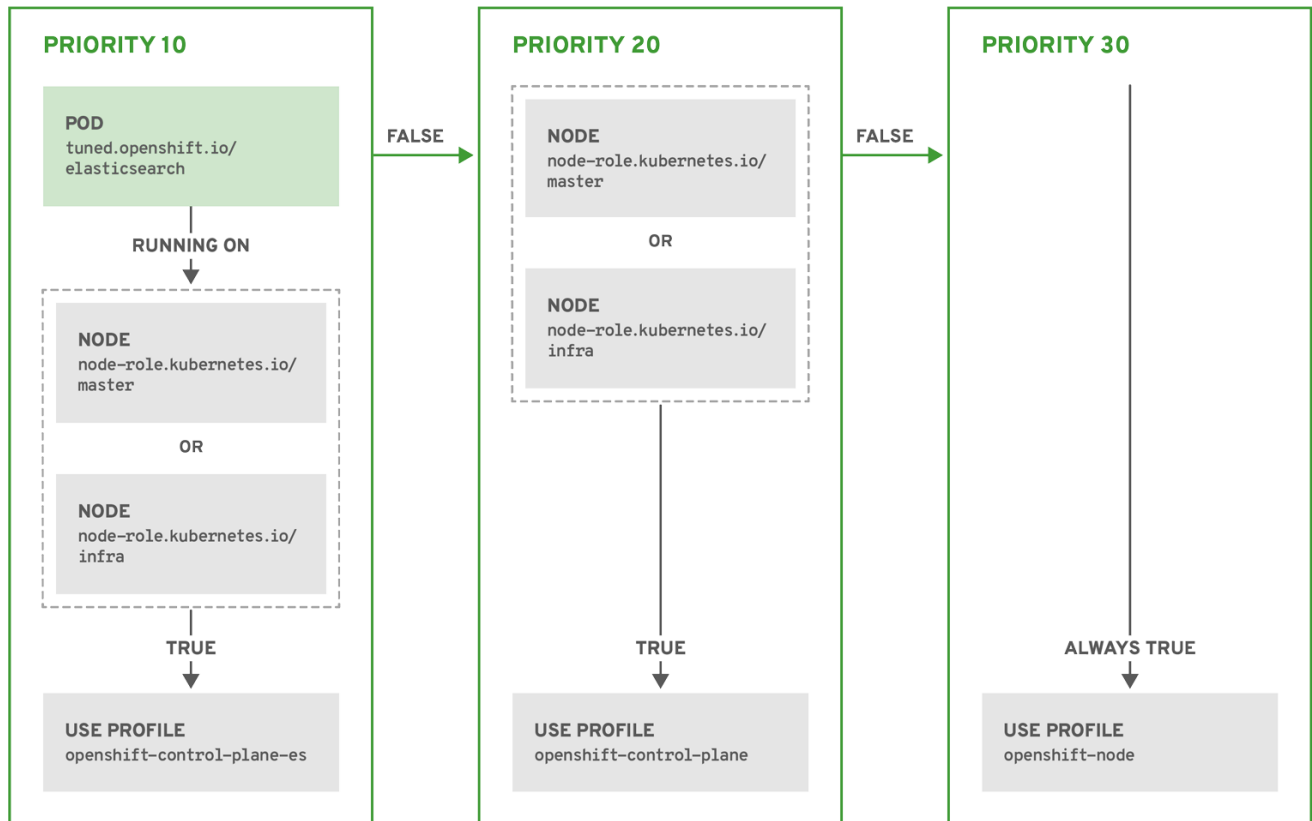 PRIORITY 10
POD
tuned.openshift.io/
elasticsearch
RUNNING ON
NODE
node-role.kubernetes.io/
master
OR
NODE
node-role.kubernetes.io/
infra
TRUE
USE PROFILE
openshift-control-plane-es
FALSE
PRIORITY 20
NODE
node-role.kubernetes.io/
master
OR
NODE
node-role.kubernetes.io/
infra
TRUE
USE PROFILE
openshift-control-plane
FALSE
PRIORITY 30
ALWAYS TRUE
USE PROFILE
openshift-node